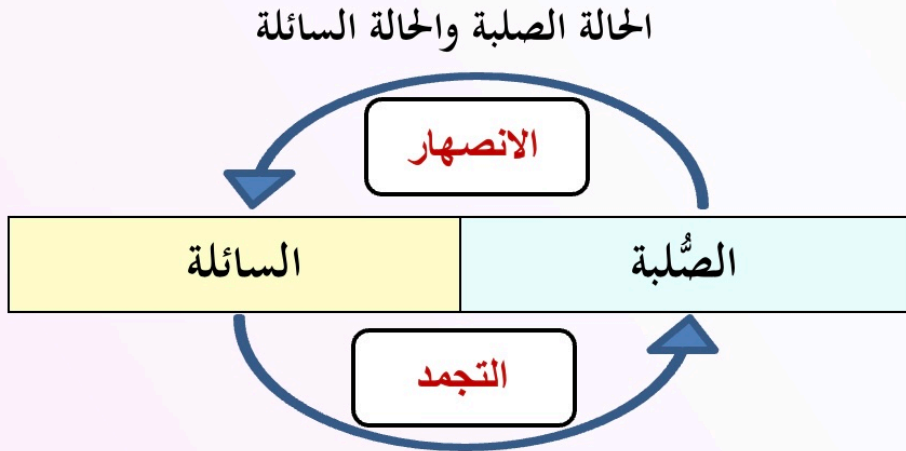 الحالة الصلبة والحالة السائلة
الانصهار
الصُّلبة
السائلة
التجمد